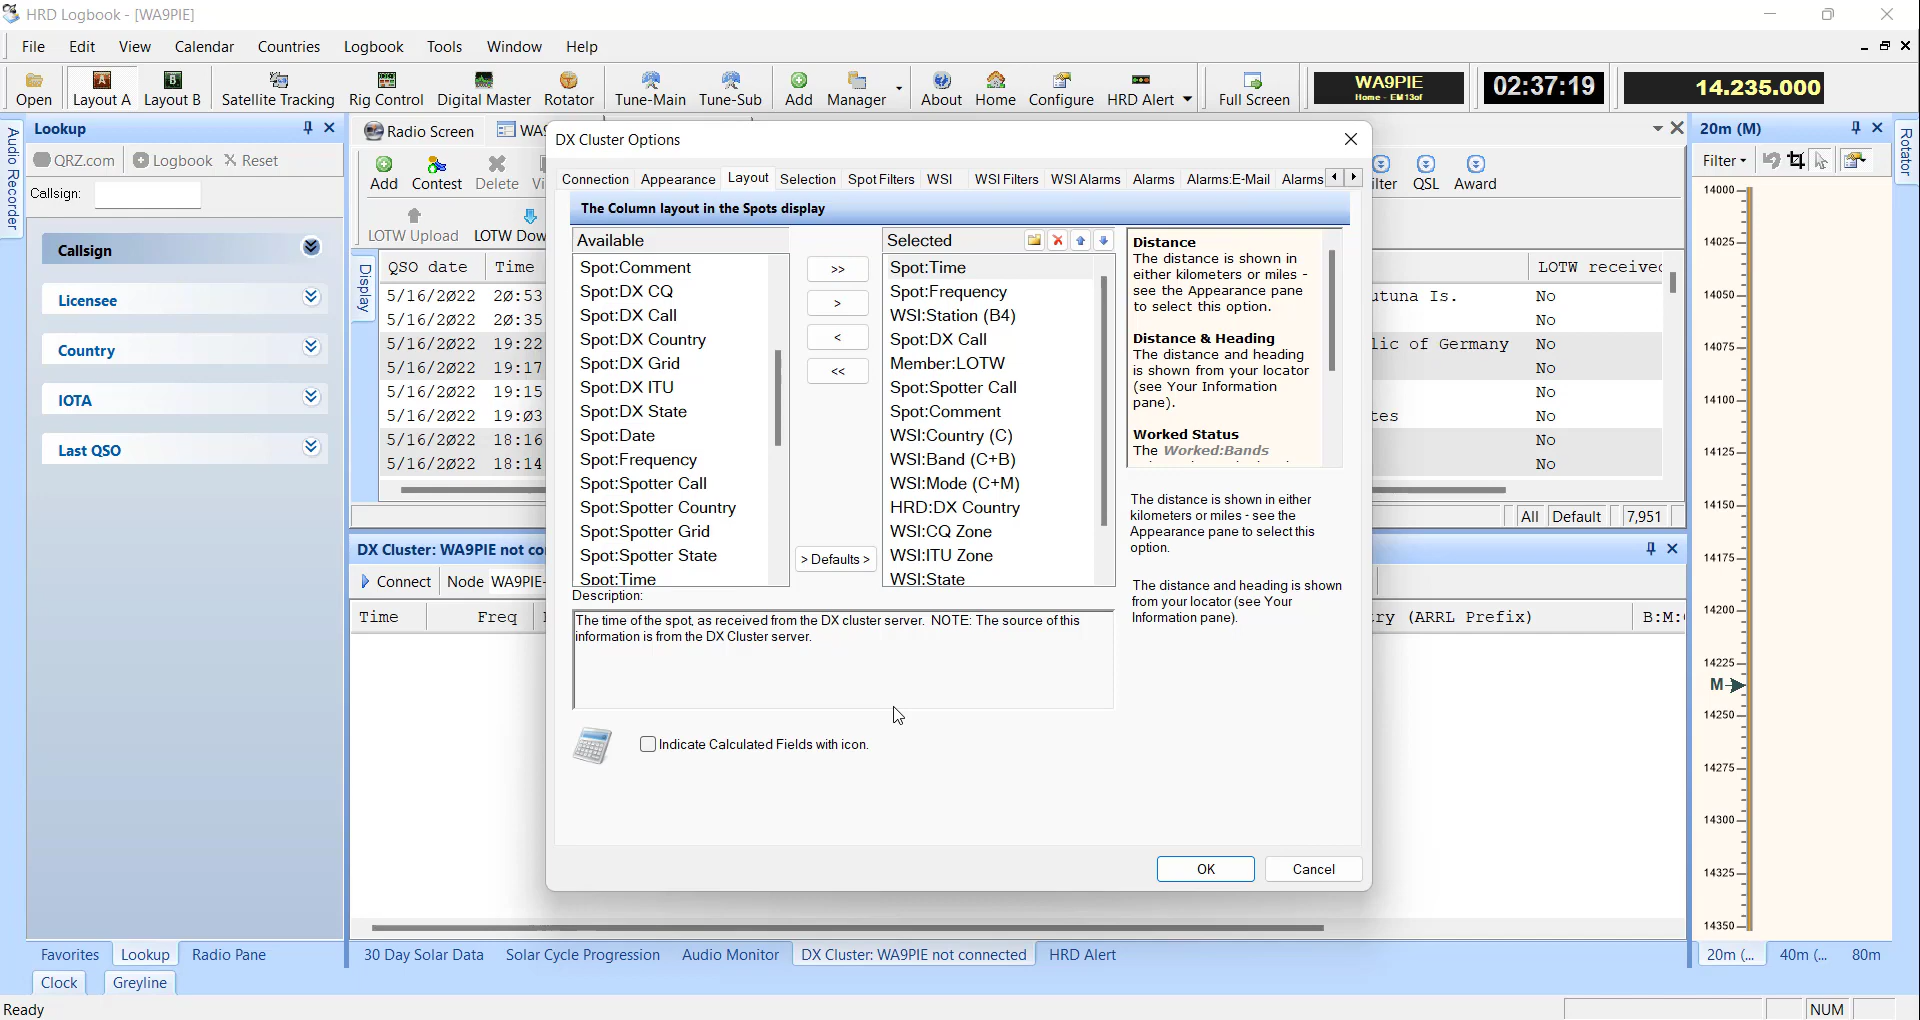 HRD Logbook - [WA9PIE]
File Edit View Calendar Countries Logbook Tools Window Help
Open Layout A Layout B Satellite Tracking Rig Control Digital Master Rotator Tune-Main Tune-Sub Add Manager About Home Configure HRD Alert Full Screen
WA9PIE
Home - EM13of
02:37:19
14.235.000
Audio Recorder
Lookup
QRZ.com Logbook Reset
Callsign:
Callsign
Licensee
Country
IOTA
Last QSO
Favorites Lookup Radio Pane
Clock Greyline
Ready
Radio Screen WA9
Add Contest Delete Vi
LOTW Upload LOTW Dow
ilter QSL Award
Display
QSO date Time LOTW received
5/16/2022 20:53 utuna Is. No
5/16/2022 20:35 No
5/16/2022 19:22 lic of Germany No
5/16/2022 19:17 No
5/16/2022 19:15 No
5/16/2022 19:03 tes No
5/16/2022 18:16 No
5/16/2022 18:14 No
All Default 7,951
DX Cluster: WA9PIE not co
Connect Node WA9PIE-
Time Freq ry (ARRL Prefix) B:M:
DX Cluster Options
Connection Appearance Layout Selection Spot Filters WSI WSI Filters WSI Alarms Alarms Alarms:E-Mail Alarms
The Column layout in the Spots display
Available
Spot:Comment
Spot:DX CQ
Spot:DX Call
Spot:DX Country
Spot:DX Grid
Spot:DX ITU
Spot:DX State
Spot:Date
Spot:Frequency
Spot:Spotter Call
Spot:Spotter Country
Spot:Spotter Grid
Spot:Spotter State
Spot:Time
>>
>
<
<<
> Defaults >
Selected
Spot:Time
Spot:Frequency
WSI:Station (B4)
Spot:DX Call
Member:LOTW
Spot:Spotter Call
Spot:Comment
WSI:Country (C)
WSI:Band (C+B)
WSI:Mode (C+M)
HRD:DX Country
WSI:CQ Zone
WSI:ITU Zone
WSI:State
Distance
The distance is shown in
either kilometers or miles -
see the Appearance pane
to select this option.
Distance & Heading
The distance and heading
is shown from your locator
(see Your Information
pane).
Worked Status
The Worked:Bands
The distance is shown in either
kilometers or miles - see the
Appearance pane to select this
option.
The distance and heading is shown
from your locator (see Your
Information pane).
Description:
The time of the spot, as received from the DX cluster server. NOTE: The source of this
information is from the DX Cluster server.
Indicate Calculated Fields with icon.
OK Cancel
30 Day Solar Data Solar Cycle Progression Audio Monitor DX Cluster: WA9PIE not connected HRD Alert
20m (M)
Filter
14000
14025
14050
14075
14100
14125
14150
14175
14200
14225
M
14250
14275
14300
14325
14350
20m (... 40m (... 80m
Rotator
NUM